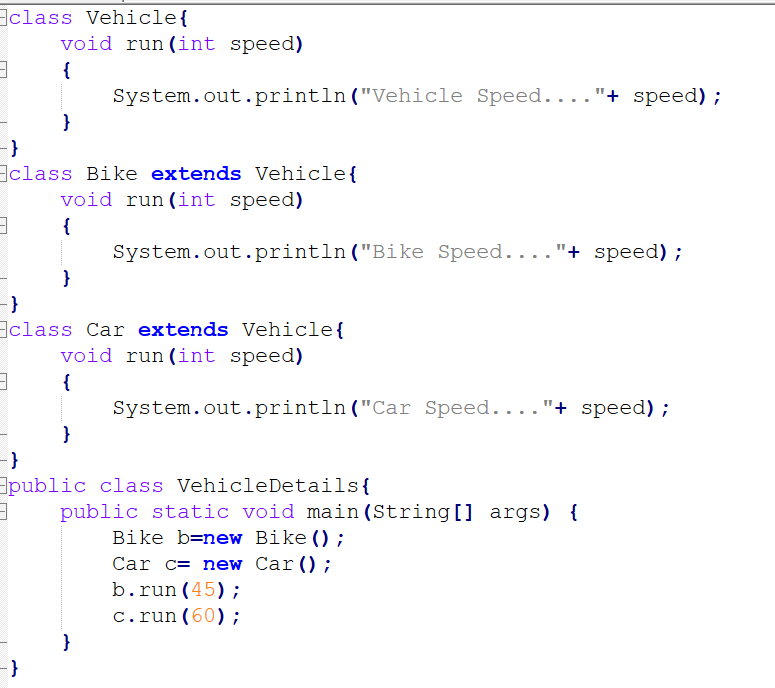 class Vehicle{
    void run(int speed)
    {
        System.out.println("Vehicle Speed...."+ speed);
    }
}
class Bike extends Vehicle{
    void run(int speed)
    {
        System.out.println("Bike Speed...."+ speed);
    }
}
class Car extends Vehicle{
    void run(int speed)
    {
        System.out.println("Car Speed...."+ speed);
    }
}
public class VehicleDetails{
    public static void main(String[] args) {
        Bike b=new Bike();
        Car c= new Car();
        b.run(45);
        c.run(60);
    }
}